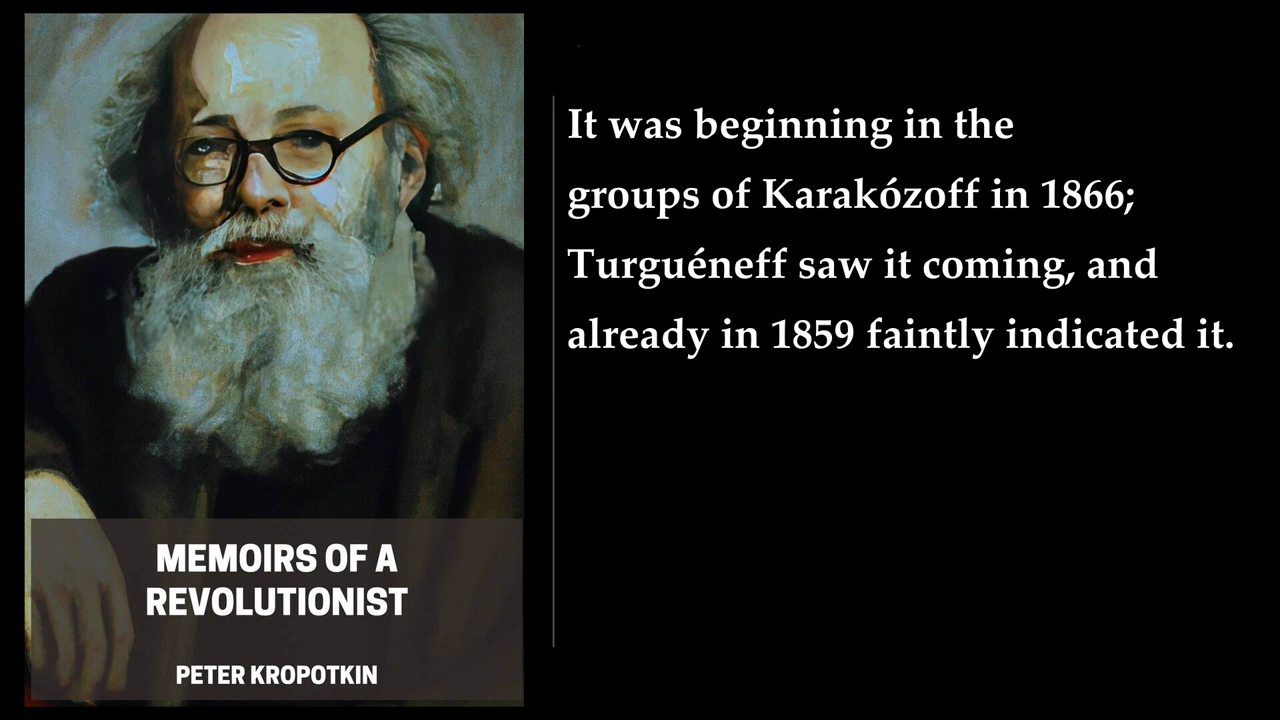 It was beginning in the
groups of Karakózoff in 1866;
Turguéneff saw it coming, and
already in 1859 faintly indicated it.
MEMOIRS OF A
REVOLUTIONIST
PETER KROPOTKIN